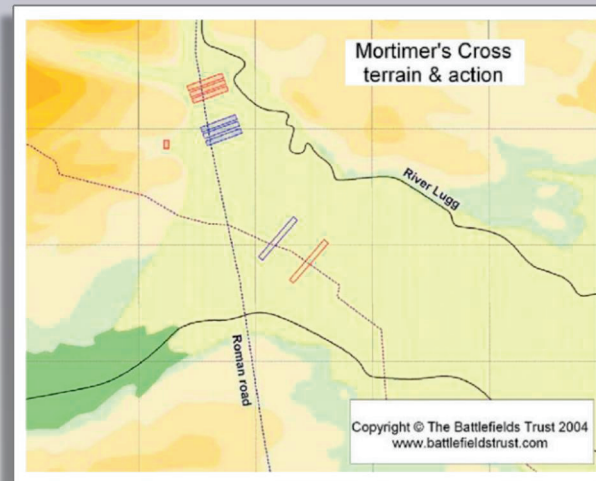 Mortimer's Cross
terrain & action
River Lugg
Roman road
Copyright © The Battlefields Trust 2004
www.battlefieldstrust.com